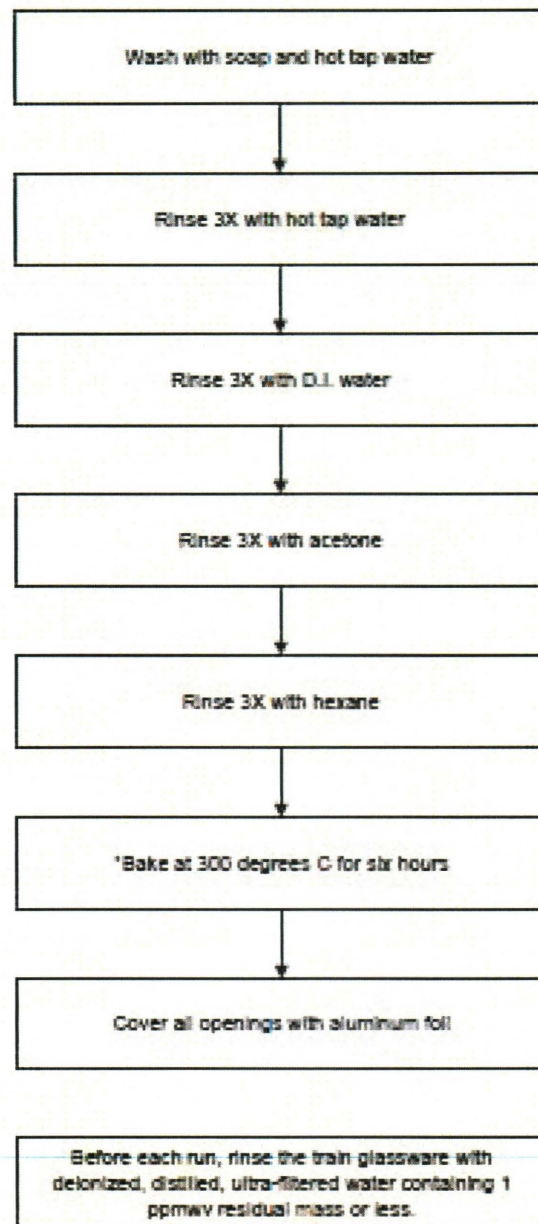 Wash with soap and hot tap water
Rinse 3X with hot tap water
Rinse 3X with D.I. water
Rinse 3X with acetone
Rinse 3X with hexane
*Bake at 300 degrees C for six hours
Cover all openings with aluminum foil
Before each run, rinse the train glassware with
deionized, distilled, ultra-filtered water containing 1
ppmwv residual mass or less.